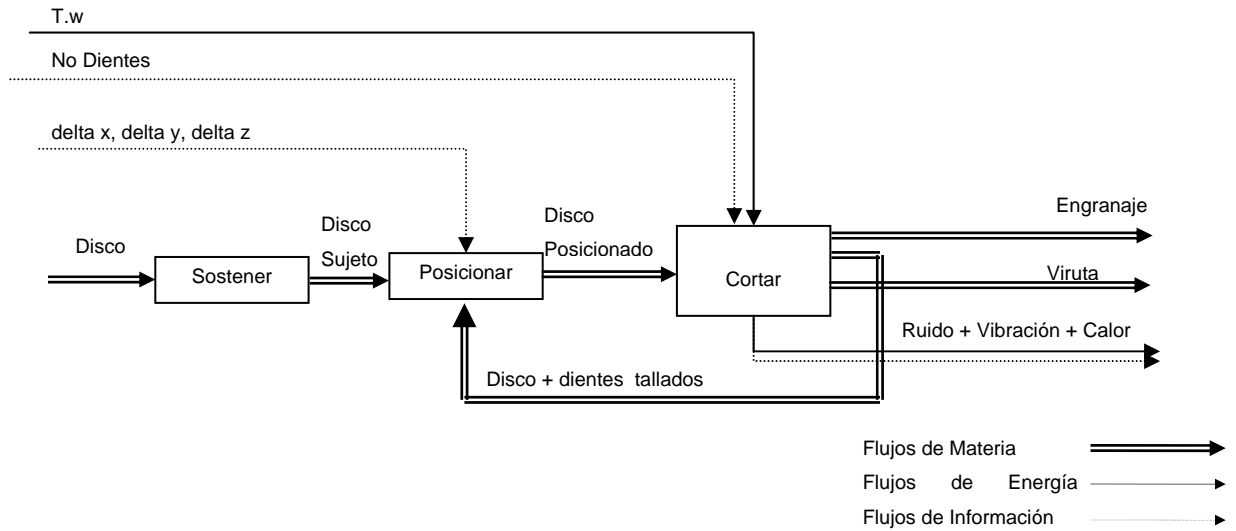 T.w
No Dientes
delta x, delta y, delta z
Disco
Sostener
Disco
Sujeto
Posicionar
Disco
Posicionado
Cortar
Engranaje
Viruta
Ruido + Vibración + Calor
Disco + dientes tallados
Flujos de Materia
Flujos de Energía
Flujos de Información